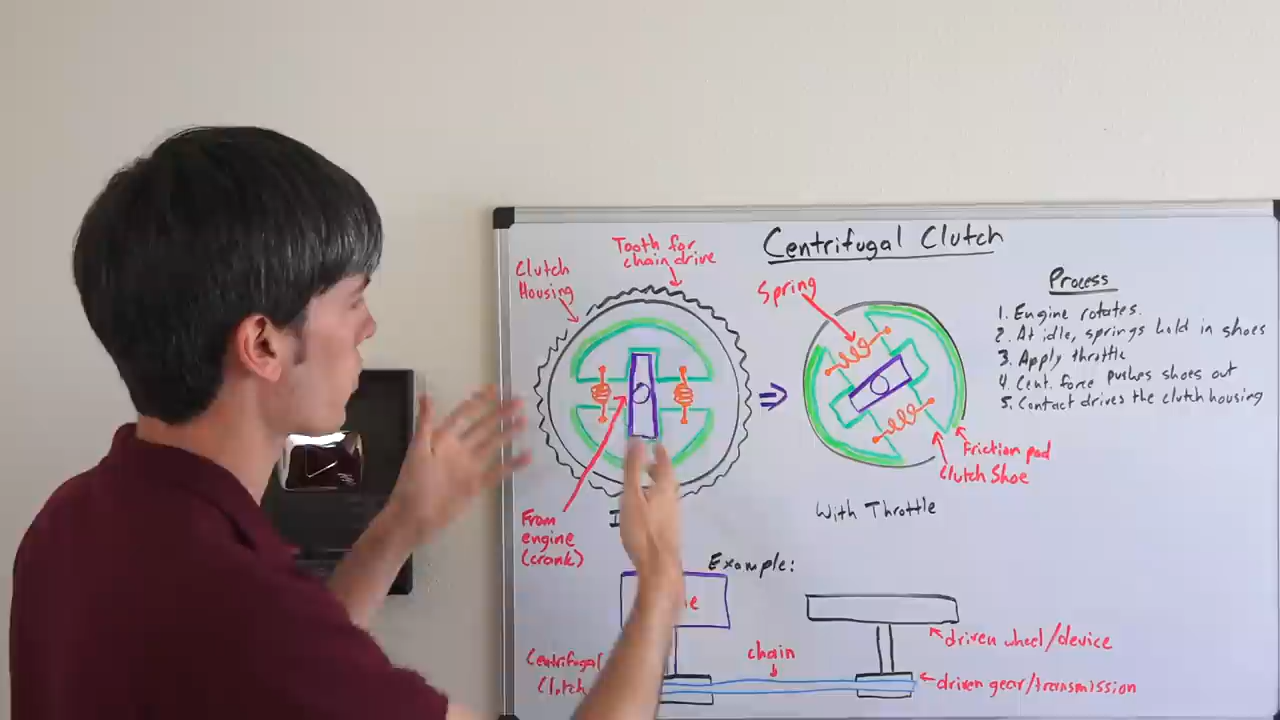 Centrifugal Clutch
Tooth for
chain drive
Clutch
Housing
Spring
Process
1. Engine rotates.
2. At idle, springs hold in shoes
3. Apply throttle
4. Cent. force pushes shoes out
5. Contact drives the clutch housing
Friction pad
Clutch Shoe
From
engine
(crank)
With Throttle
Example:
driven wheel/device
Centrifugal
Clutch
chain
driven gear/transmission